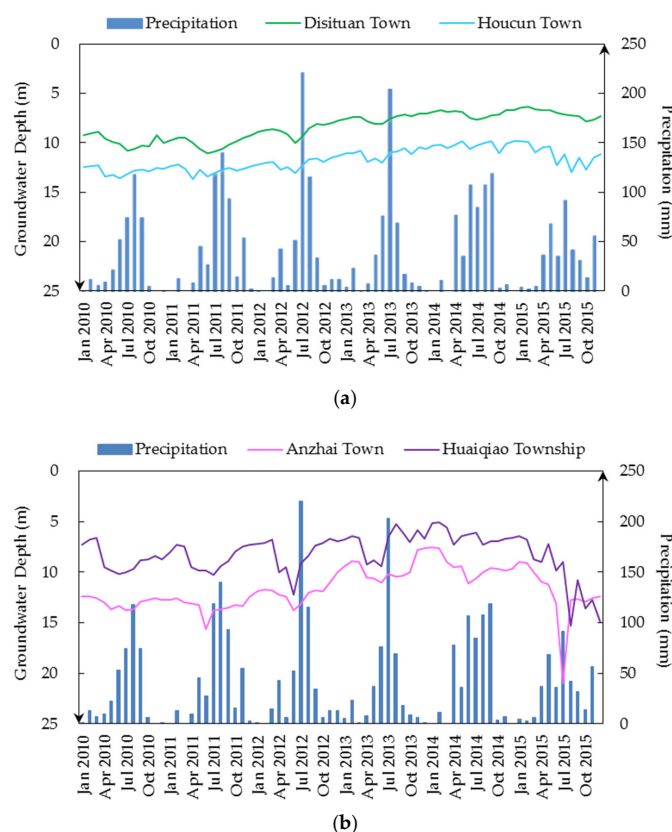 Precipitation Disituan Town Houcun Town
Groundwater Depth (m)
0
5
10
15
20
25
250
200
150
100
50
0
Precipitation (mm)
Jan 2010
Apr 2010
Jul 2010
Oct 2010
Jan 2011
Apr 2011
Jul 2011
Oct 2011
Jan 2012
Apr 2012
Jul 2012
Oct 2012
Jan 2013
Apr 2013
Jul 2013
Oct 2013
Jan 2014
Apr 2014
Jul 2014
Oct 2014
Jan 2015
Apr 2015
Jul 2015
Oct 2015
(a)
Precipitation Anzhai Town Huaiqiao Township
Groundwater Depth (m)
0
5
10
15
20
25
250
200
150
100
50
0
Precipitation (mm)
Jan 2010
Apr 2010
Jul 2010
Oct 2010
Jan 2011
Apr 2011
Jul 2011
Oct 2011
Jan 2012
Apr 2012
Jul 2012
Oct 2012
Jan 2013
Apr 2013
Jul 2013
Oct 2013
Jan 2014
Apr 2014
Jul 2014
Oct 2014
Jan 2015
Apr 2015
Jul 2015
Oct 2015
(b)